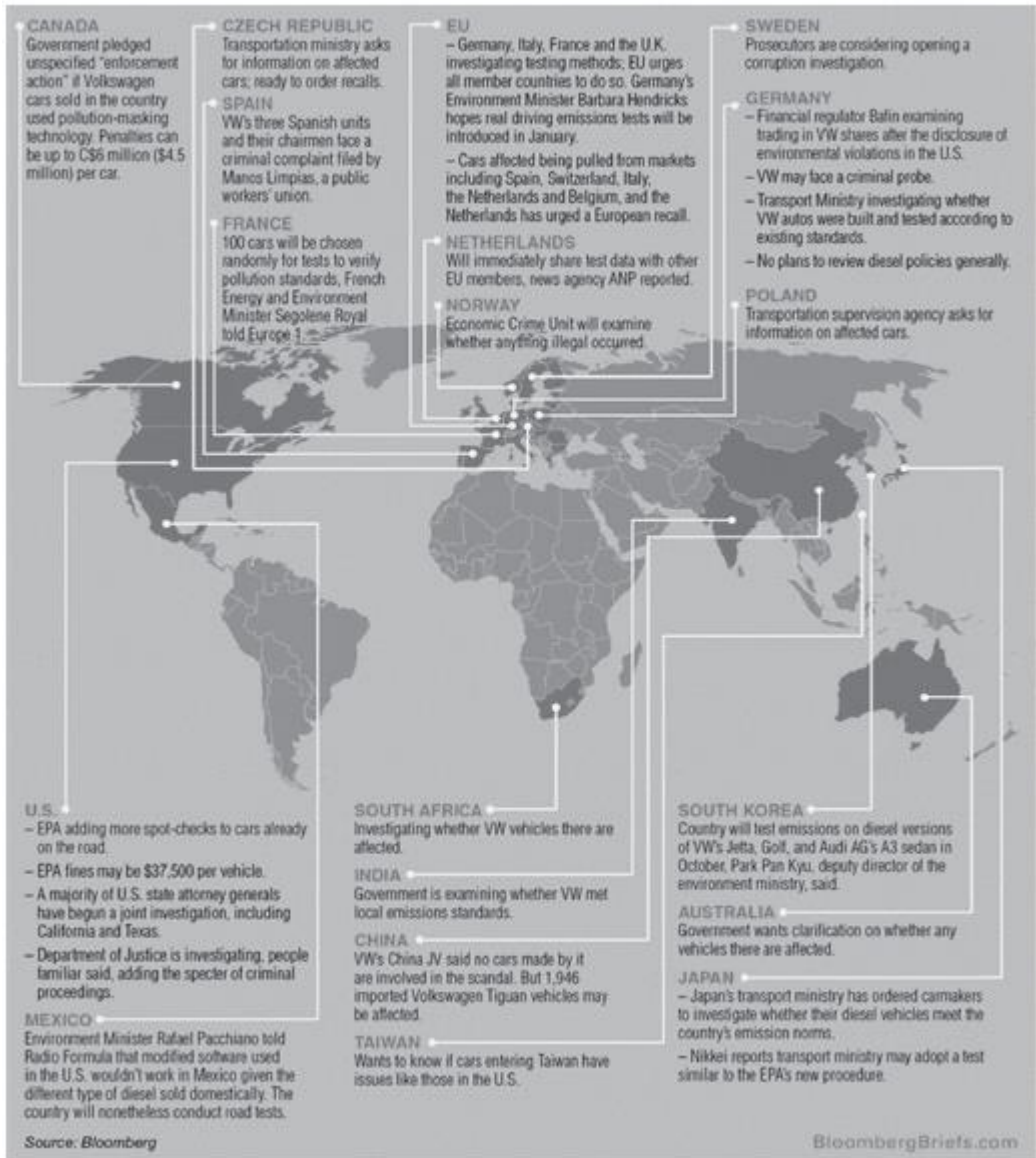 CANADA
Government pledged
unspecified "enforcement
action" if Volkswagen
cars sold in the country
used pollution-masking
technology. Penalties can
be up to C$6 million ($4.5
million) per car.
CZECH REPUBLIC
Transportation ministry asks
for information on affected
cars; ready to order recalls.
SPAIN
VW's three Spanish units
and their chairmen face a
criminal complaint filed by
Manos Limpias, a public
workers' union.
FRANCE
100 cars will be chosen
randomly for tests to verify
pollution standards, French
Energy and Environment
Minister Segolene Royal
told Europe 1.
EU
– Germany, Italy, France and the U.K.
investigating testing methods; EU urges
all member countries to do so. Germany's
Environment Minister Barbara Hendricks
hopes real driving emissions tests will be
introduced in January.
– Cars affected being pulled from markets
including Spain, Switzerland, Italy,
the Netherlands and Belgium, and the
Netherlands has urged a European recall.
NETHERLANDS
Will immediately share test data with other
EU members, news agency ANP reported.
NORWAY
Economic Crime Unit will examine
whether anything illegal occurred.
SWEDEN
Prosecutors are considering opening a
corruption investigation.
GERMANY
– Financial regulator Bafin examining
trading in VW shares after the disclosure of
environmental violations in the U.S.
– VW may face a criminal probe.
– Transport Ministry investigating whether
VW autos were built and tested according to
existing standards.
– No plans to review diesel policies generally.
POLAND
Transportation supervision agency asks for
information on affected cars.
U.S.
– EPA adding more spot-checks to cars already
on the road.
– EPA fines may be $37,500 per vehicle.
– A majority of U.S. state attorney generals
have begun a joint investigation, including
California and Texas.
– Department of Justice is investigating, people
familiar said, adding the specter of criminal
proceedings.
MEXICO
Environment Minister Rafael Pacchiano told
Radio Formula that modified software used
in the U.S. wouldn't work in Mexico given the
different type of diesel sold domestically. The
country will nonetheless conduct road tests.
SOUTH AFRICA
Investigating whether VW vehicles there are
affected.
INDIA
Government is examining whether VW met
local emissions standards.
CHINA
VW's China JV said no cars made by it
are involved in the scandal. But 1,946
imported Volkswagen Tiguan vehicles may
be affected.
TAIWAN
Wants to know if cars entering Taiwan have
issues like those in the U.S.
SOUTH KOREA
Country will test emissions on diesel versions
of VW's Jetta, Golf, and Audi AG's A3 sedan in
October, Park Pan Kyu, deputy director of the
environment ministry, said.
AUSTRALIA
Government wants clarification on whether any
vehicles there are affected.
JAPAN
– Japan's transport ministry has ordered carmakers
to investigate whether their diesel vehicles meet the
country's emission norms.
– Nikkei reports transport ministry may adopt a test
similar to the EPA's new procedure.
Source: Bloomberg
BloombergBriefs.com